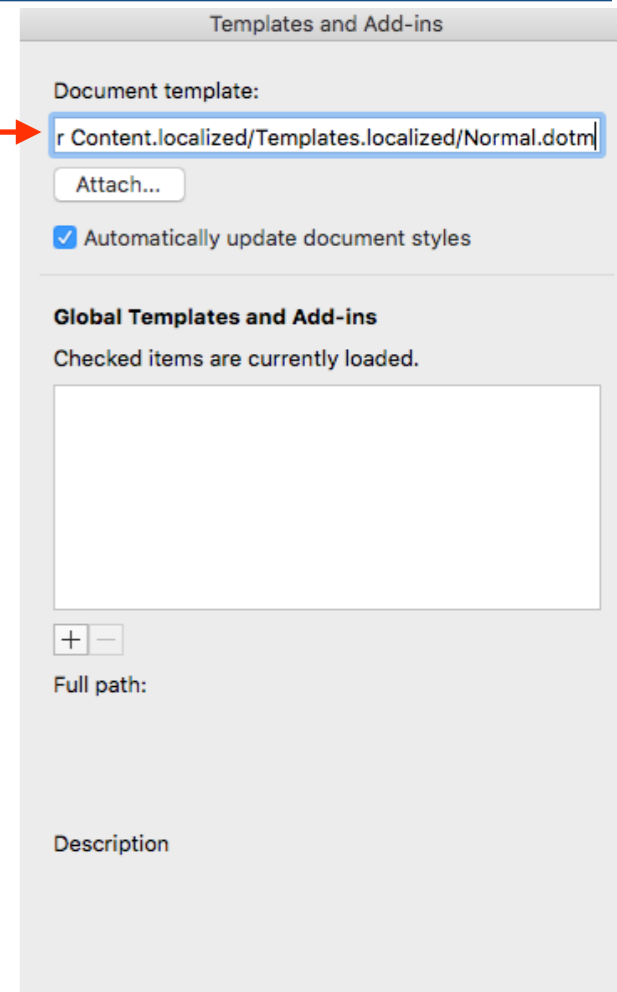 Templates and Add-ins
Document template:
r Content.localized/Templates.localized/Normal.dotm
Attach...
Automatically update document styles
Global Templates and Add-ins
Checked items are currently loaded.
+ −
Full path:
Description